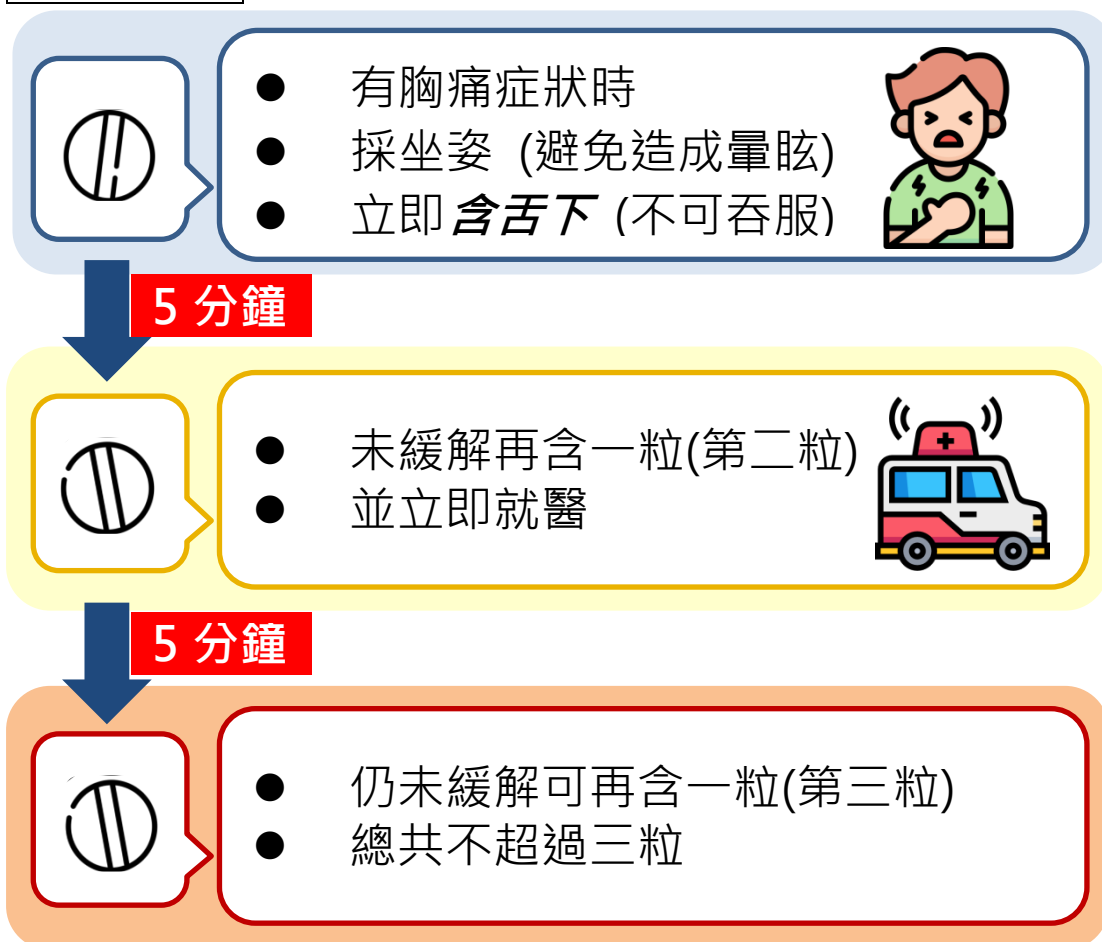 ● 有胸痛症狀時
● 採坐姿 (避免造成暈眩)
● 立即含舌下 (不可吞服)
5 分鐘
● 未緩解再含一粒(第二粒)
● 並立即就醫
5 分鐘
● 仍未緩解可再含一粒(第三粒)
● 總共不超過三粒